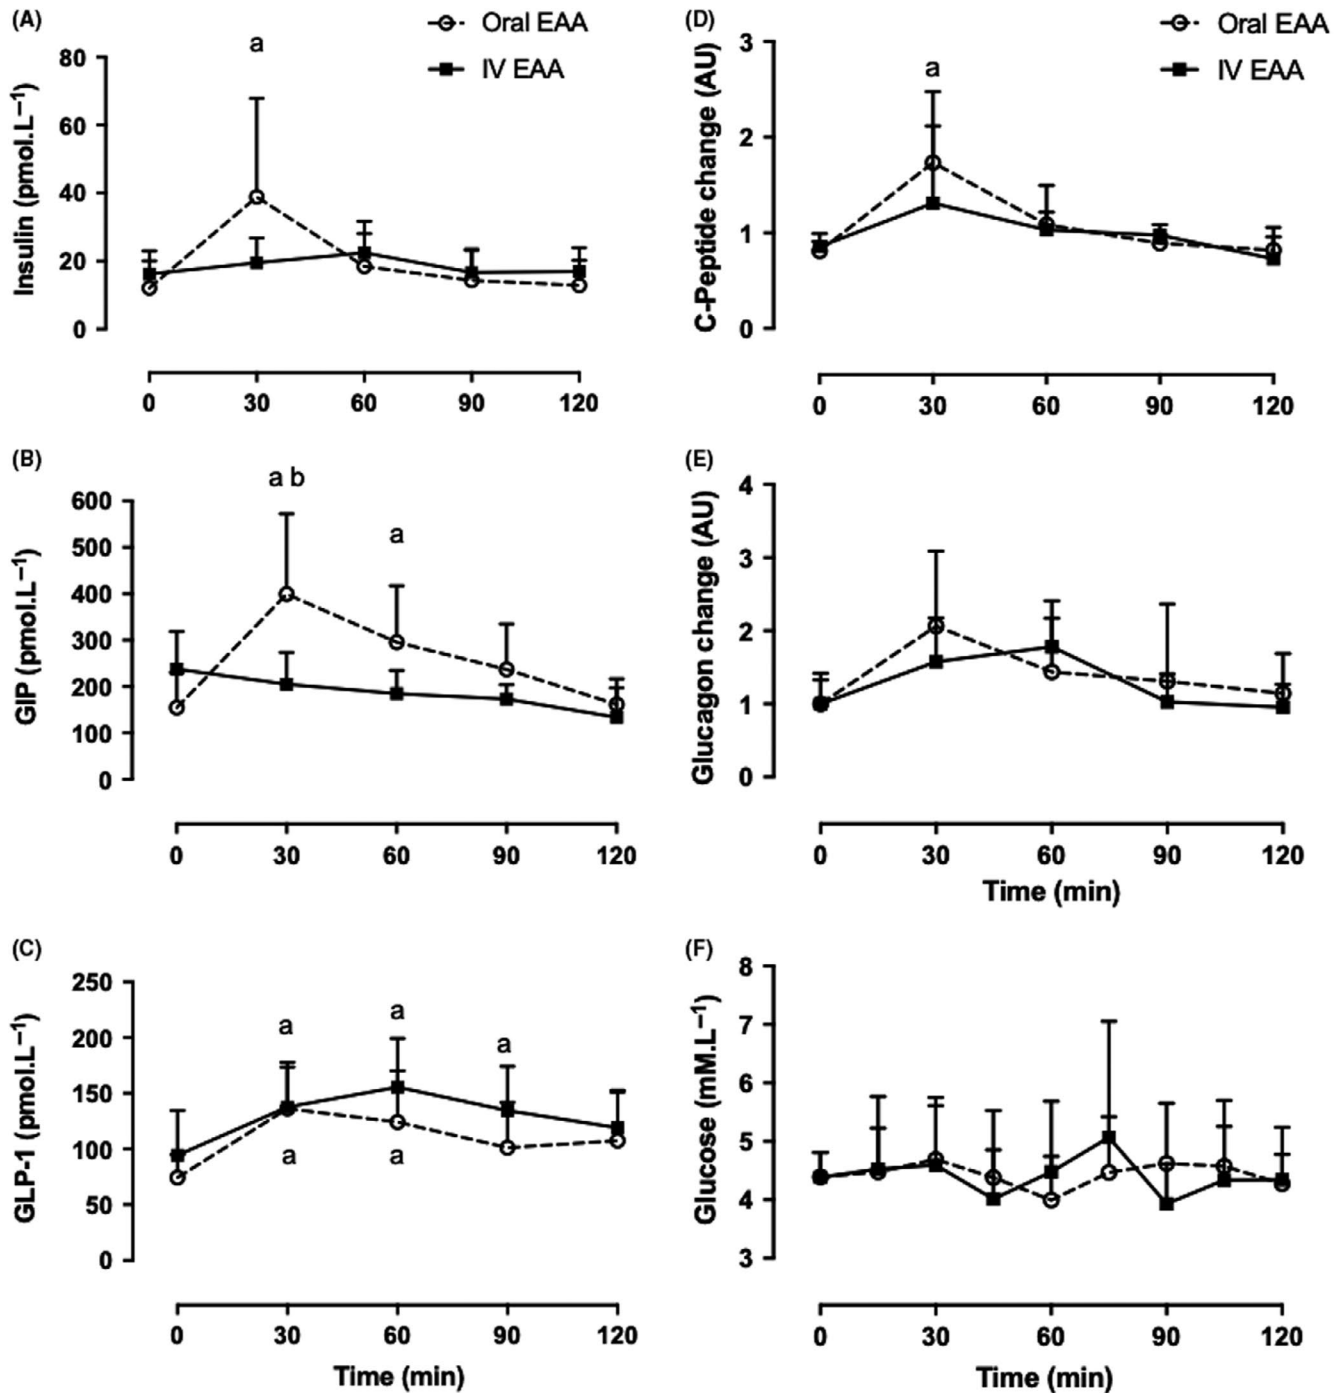 (A)
Oral EAA
IV EAA
a
Insulin (pmol.L⁻¹)
80
60
40
20
0
0 30 60 90 120
(D)
Oral EAA
IV EAA
a
C-Peptide change (AU)
3
2
1
0
0 30 60 90 120
(B)
a b
a
GIP (pmol.L⁻¹)
600
500
400
300
200
100
0
0 30 60 90 120
(E)
Glucagon change (AU)
4
3
2
1
0
0 30 60 90 120
Time (min)
(C)
a
a
a
a
a
GLP-1 (pmol.L⁻¹)
250
200
150
100
50
0
0 30 60 90 120
Time (min)
(F)
Glucose (mM.L⁻¹)
8
7
6
5
4
3
0 30 60 90 120
Time (min)